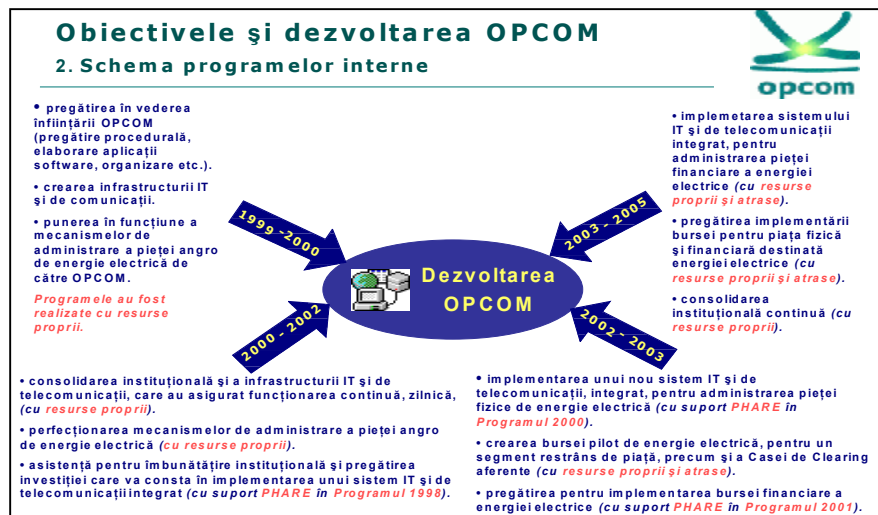 Obiectivele şi dezvoltarea OPCOM
2. Schema programelor interne
opcom
• pregătirea în vederea
înfiinţării OPCOM
(pregătire procedurală,
elaborare aplicaţii
software, organizare etc.).
• crearea infrastructurii IT
şi de comunicaţii.
• punerea în funcţiune a
mecanismelor de
administrare a pieţei angro
de energie electrică de
către OPCOM.
Programele au fost
realizate cu resurse
proprii.
1999 -2000
• implemetarea sistemului
IT şi de telecomunicaţii
integrat, pentru
administrarea pieţei
financiare a energiei
electrice (cu resurse
proprii şi atrase).
• pregătirea implementării
bursei pentru piaţa fizică
şi financiară destinată
energiei electrice (cu
resurse proprii şi atrase).
• consolidarea
instituţională continuă (cu
resurse proprii).
2003 -2005
Dezvoltarea
OPCOM
2000 - 2002
2002 - 2003
• consolidarea instituţională şi a infrastructurii IT şi de
telecomunicaţii, care au asigurat funcţionarea continuă, zilnică,
(cu resurse proprii).
• perfecţionarea mecanismelor de administrare a pieţei angro
de energie electrică (cu resurse proprii).
• asistenţă pentru îmbunătăţire instituţională şi pregătirea
investiţiei care va consta în implementarea unui sistem IT şi de
telecomunicaţii integrat (cu suport PHARE în Programul 1998).
• implementarea unui nou sistem IT şi de
telecomunicaţii, integrat, pentru administrarea pieţei
fizice de energie electrică (cu suport PHARE în
Programul 2000).
• crearea bursei pilot de energie electrică, pentru un
segment restrâns de piaţă, precum şi a Casei de Clearing
aferente (cu resurse proprii şi atrase).
• pregătirea pentru implementarea bursei financiare a
energiei electrice (cu suport PHARE în Programul 2001).